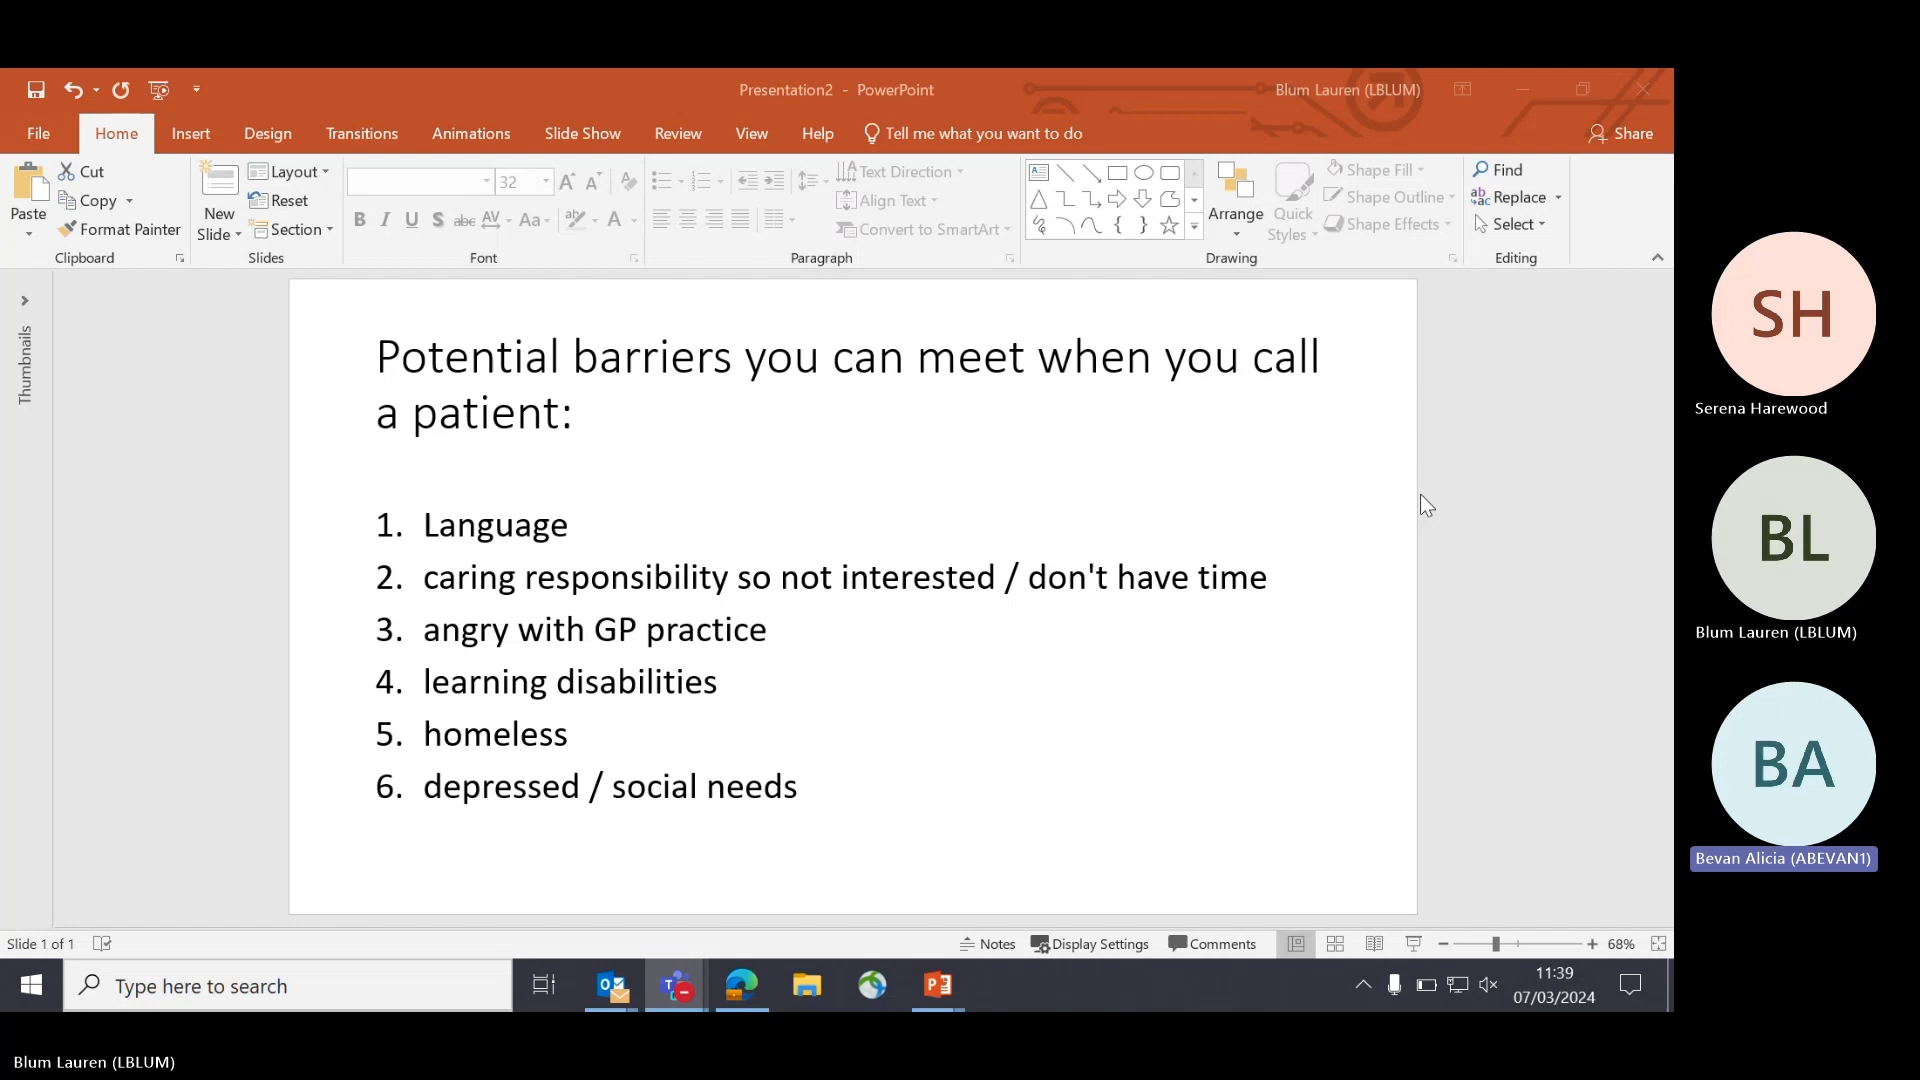 Presentation2 - PowerPoint
Blum Lauren (LBLUM)
File Home Insert Design Transitions Animations Slide Show Review View Help Tell me what you want to do Share
Paste
Cut
Copy
Format Painter
Clipboard
New Slide
Layout
Reset
Section
Slides
32
B I U S abc AV Aa A
Font
Text Direction
Align Text
Convert to SmartArt
Paragraph
Arrange
Quick Styles
Shape Fill
Shape Outline
Shape Effects
Drawing
Find
Replace
Select
Editing
Thumbnails
Potential barriers you can meet when you call
a patient:
1. Language
2. caring responsibility so not interested / don't have time
3. angry with GP practice
4. learning disabilities
5. homeless
6. depressed / social needs
SH
Serena Harewood
BL
Blum Lauren (LBLUM)
BA
Bevan Alicia (ABEVAN1)
Slide 1 of 1
Notes Display Settings Comments 68%
Type here to search
11:39
07/03/2024
Blum Lauren (LBLUM)